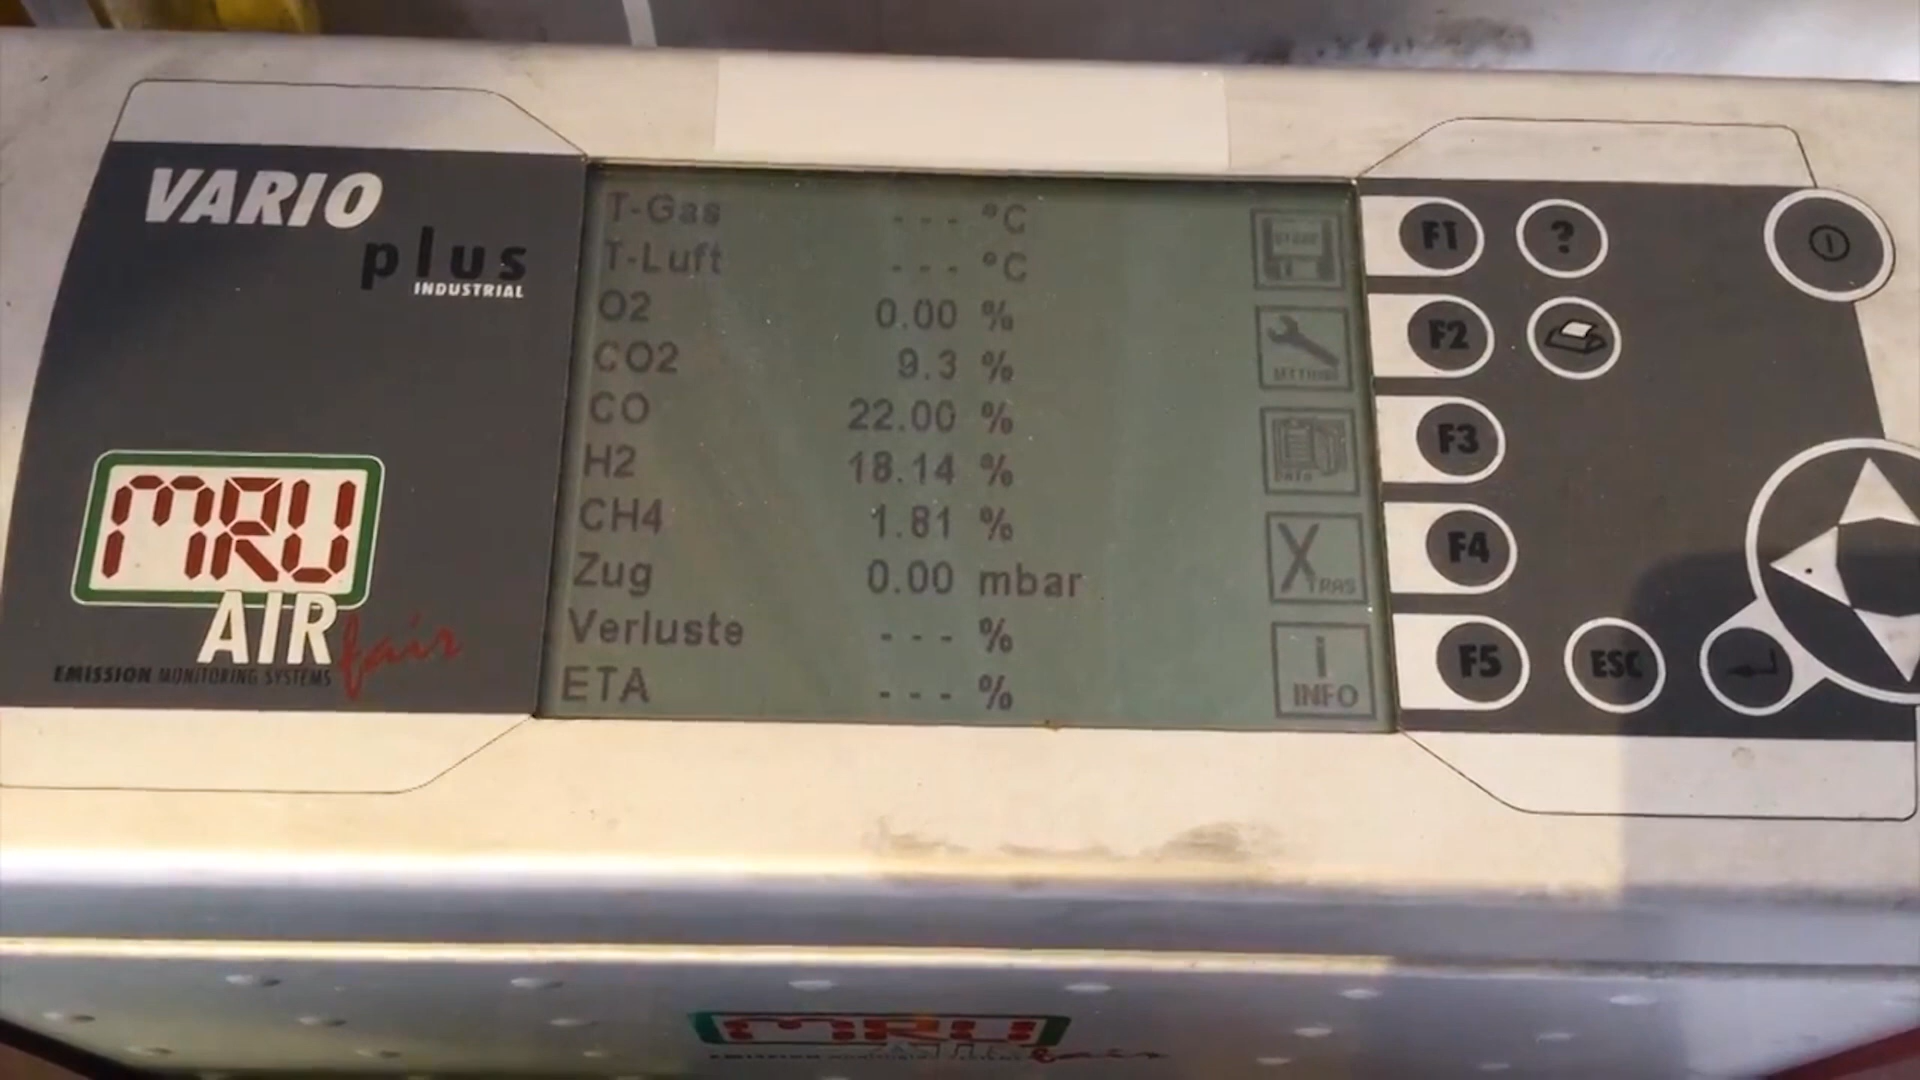 VARIO
plus
INDUSTRIAL
MRU
AIR
fair
EMISSION MONITORING SYSTEMS
T-Gas --- °C
T-Luft --- °C
O2 0.00 %
CO2 9.3 %
CO 22.00 %
H2 18.14 %
CH4 1.81 %
Zug 0.00 mbar
Verluste --- %
ETA --- %
X
INFO
F1 ?
F2
F3
F4
F5 ESC
MRU
fair